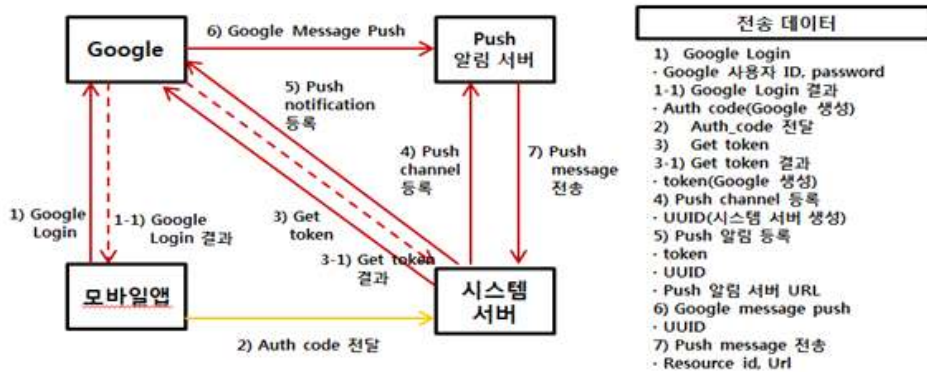 6) Google Message Push
Google
Push
알림 서버
5) Push
notification
등록
4) Push
channel
등록
7) Push
message
전송
1) Google
Login
1-1) Google
Login 결과
3) Get
token
3-1) Get token
결과
모바일앱
시스템
서버
2) Auth code 전달
전송 데이터
1) Google Login
· Google 사용자 ID, password
1-1) Google Login 결과
· Auth code(Google 생성)
2) Auth_code 전달
3) Get token
3-1) Get token 결과
· token(Google 생성)
4) Push channel 등록
· UUID(시스템 서버 생성)
5) Push 알림 등록
· token
· UUID
· Push 알림 서버 URL
6) Google message push
· UUID
7) Push message 전송
· Resource id, Url